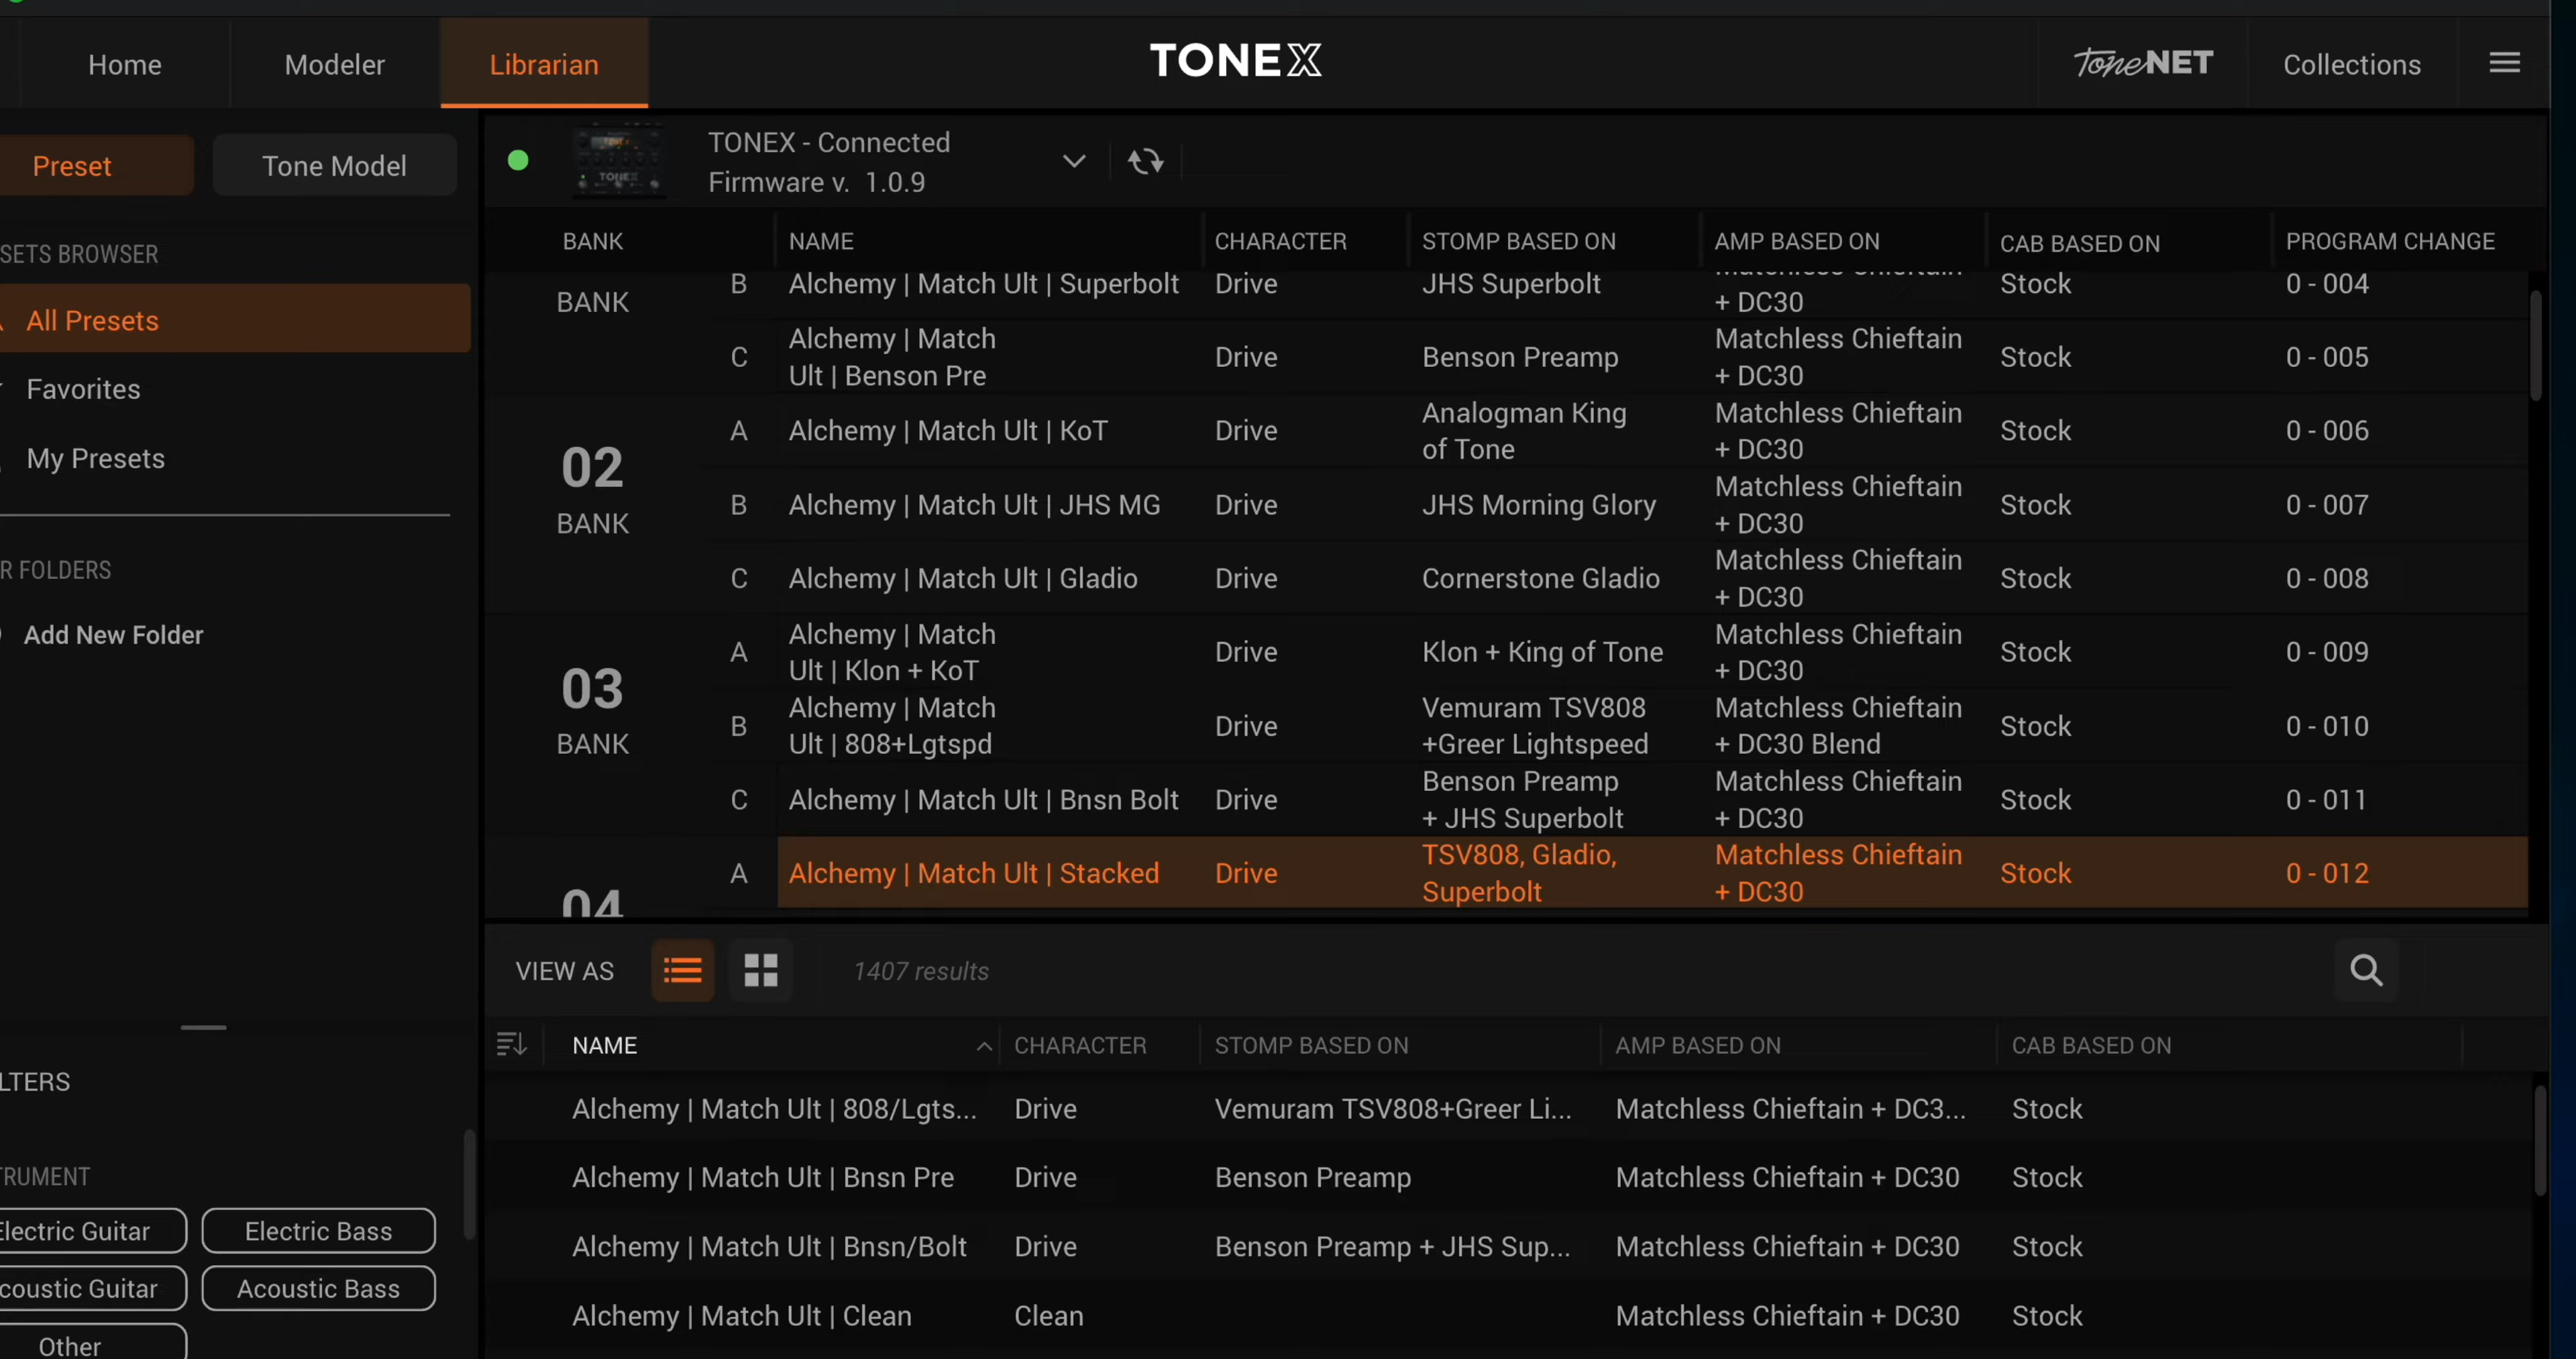 Home
Modeler
Librarian
TONEX
ToneNET
Collections
Preset
Tone Model
TONEX - Connected
Firmware v. 1.0.9
SETS BROWSER
All Presets
Favorites
My Presets
R FOLDERS
Add New Folder
BANK NAME CHARACTER STOMP BASED ON AMP BASED ON CAB BASED ON PROGRAM CHANGE
BANK
B Alchemy | Match Ult | Superbolt Drive JHS Superbolt Matchless Chieftain
+ DC30 Stock 0 - 004
C Alchemy | Match
Ult | Benson Pre Drive Benson Preamp Matchless Chieftain
+ DC30 Stock 0 - 005
02
BANK
A Alchemy | Match Ult | KoT Drive Analogman King
of Tone Matchless Chieftain
+ DC30 Stock 0 - 006
B Alchemy | Match Ult | JHS MG Drive JHS Morning Glory Matchless Chieftain
+ DC30 Stock 0 - 007
C Alchemy | Match Ult | Gladio Drive Cornerstone Gladio Matchless Chieftain
+ DC30 Stock 0 - 008
03
BANK
A Alchemy | Match
Ult | Klon + KoT Drive Klon + King of Tone Matchless Chieftain
+ DC30 Stock 0 - 009
B Alchemy | Match
Ult | 808+Lgtspd Drive Vemuram TSV808
+Greer Lightspeed Matchless Chieftain
+ DC30 Blend Stock 0 - 010
C Alchemy | Match Ult | Bnsn Bolt Drive Benson Preamp
+ JHS Superbolt Matchless Chieftain
+ DC30 Stock 0 - 011
04
A Alchemy | Match Ult | Stacked Drive TSV808, Gladio,
Superbolt Matchless Chieftain
+ DC30 Stock 0 - 012
VIEW AS
1407 results
NAME CHARACTER STOMP BASED ON AMP BASED ON CAB BASED ON
Alchemy | Match Ult | 808/Lgts... Drive Vemuram TSV808+Greer Li... Matchless Chieftain + DC3... Stock
Alchemy | Match Ult | Bnsn Pre Drive Benson Preamp Matchless Chieftain + DC30 Stock
Alchemy | Match Ult | Bnsn/Bolt Drive Benson Preamp + JHS Sup... Matchless Chieftain + DC30 Stock
Alchemy | Match Ult | Clean Clean Matchless Chieftain + DC30 Stock
LTERS
TRUMENT
Electric Guitar
Electric Bass
coustic Guitar
Acoustic Bass
Other